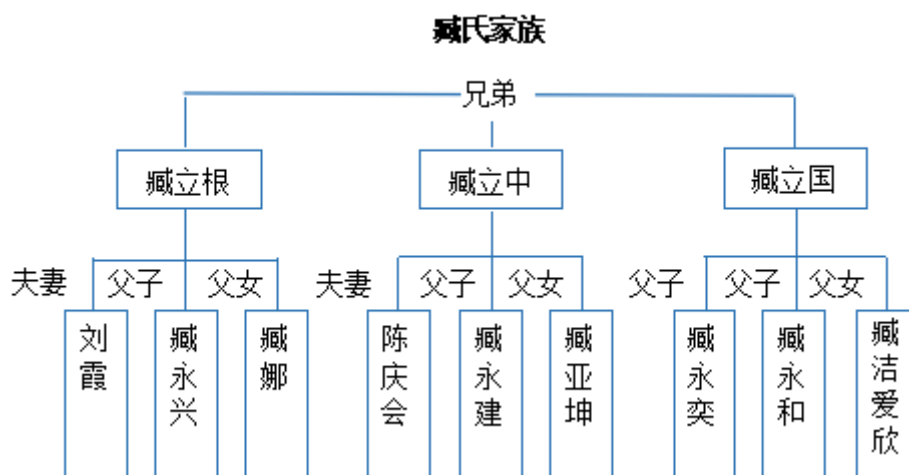 臧氏家族
兄弟
臧立根
臧立中
臧立国
夫妻 父子 父女 夫妻 父子 父女 父子 父子 父女
刘霞
臧永兴
臧娜
陈庆会
臧永建
臧亚坤
臧永奕
臧永和
臧洁爱欣